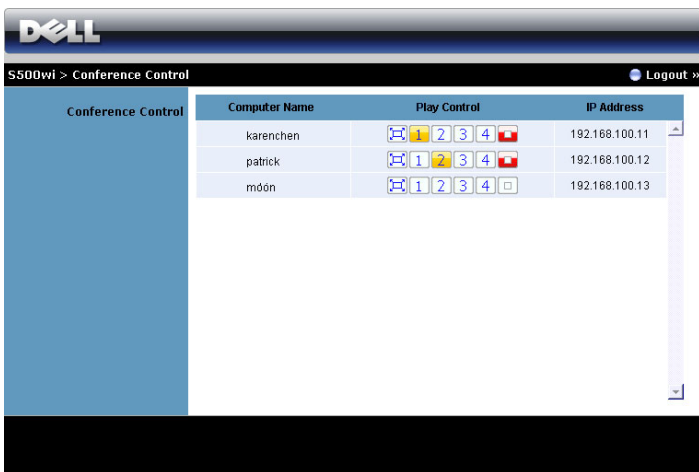 DELL
S500wi > Conference Control
Logout »
Conference Control
Computer Name Play Control IP Address
karenchen 1 2 3 4 192.168.100.11
patrick 1 2 3 4 192.168.100.12
móón 1 2 3 4 192.168.100.13